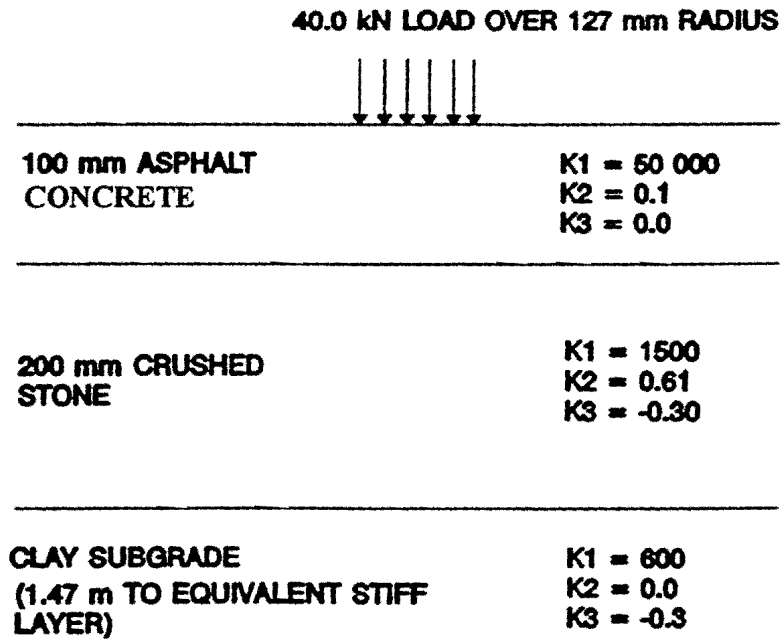 40.0 kN LOAD OVER 127 mm RADIUS
100 mm ASPHALT
CONCRETE
K1 = 50 000
K2 = 0.1
K3 = 0.0
200 mm CRUSHED
STONE
K1 = 1500
K2 = 0.61
K3 = -0.30
CLAY SUBGRADE
(1.47 m TO EQUIVALENT STIFF
LAYER)
K1 = 600
K2 = 0.0
K3 = -0.3